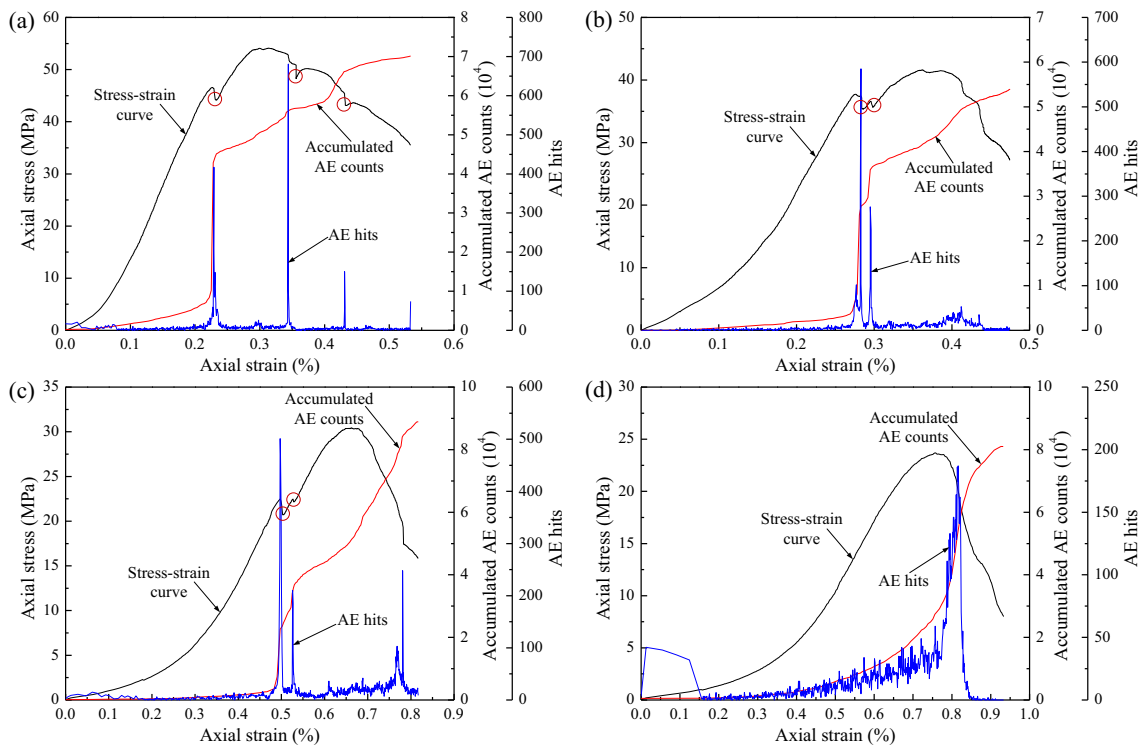 (a)
Axial stress (MPa)
60
50
40
30
20
10
0
Stress-strain
curve
Accumulated
AE counts
AE hits
8
7
6
5
4
3
2
1
0
Accumulated AE counts (10⁴)
800
700
600
500
400
300
200
100
0
AE hits
0.0 0.1 0.2 0.3 0.4 0.5 0.6
Axial strain (%)
(b)
Axial stress (MPa)
50
40
30
20
10
0
Stress-strain
curve
Accumulated
AE counts
AE hits
7
6
5
4
3
2
1
0
Accumulated AE counts (10⁴)
700
600
500
400
300
200
100
0
AE hits
0.0 0.1 0.2 0.3 0.4 0.5
Axial strain (%)
(c)
Axial stress (MPa)
35
30
25
20
15
10
5
0
Accumulated
AE counts
Stress-strain
curve
AE hits
10
8
6
4
2
0
Accumulated AE counts (10⁴)
600
500
400
300
200
100
0
AE hits
0.0 0.1 0.2 0.3 0.4 0.5 0.6 0.7 0.8 0.9
Axial strain (%)
(d)
Axial stress (MPa)
30
25
20
15
10
5
0
Accumulated
AE counts
Stress-strain
curve
AE hits
10
8
6
4
2
0
Accumulated AE counts (10⁴)
250
200
150
100
50
0
AE hits
0.0 0.1 0.2 0.3 0.4 0.5 0.6 0.7 0.8 0.9 1.0
Axial strain (%)